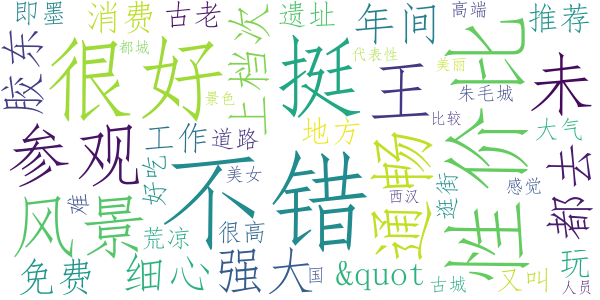 即墨 消费 古老 遗址 年间 高端 推荐
都城 代表性 美丽
胶东 很好 上档次 挺 王 性价比 未
景色 朱毛城
比较
参观 工作 道路 地方 通畅 大气
不错
好吃 美女 逛街 感觉 都去
西汉
难
风景 荒凉 很高
免费 细心 强大 国 &quot 古城 又叫 玩
人员